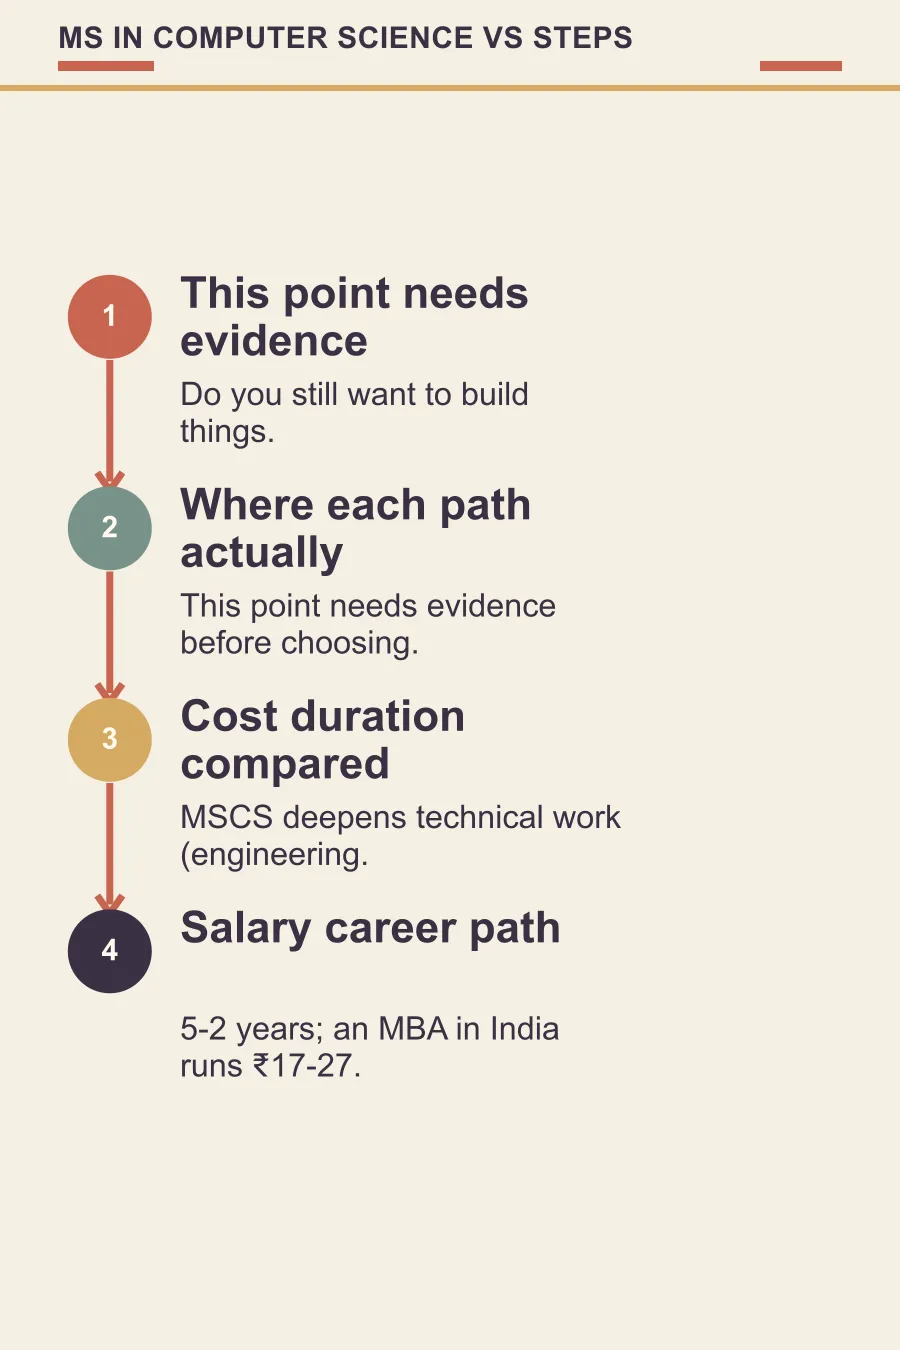 MS IN COMPUTER SCIENCE VS STEPS
1
This point needs
evidence
Do you still want to build
things.
2
Where each path
actually
This point needs evidence
before choosing.
3
Cost duration
compared
MSCS deepens technical work
(engineering.
4
Salary career path
5-2 years; an MBA in India
runs ₹17-27.